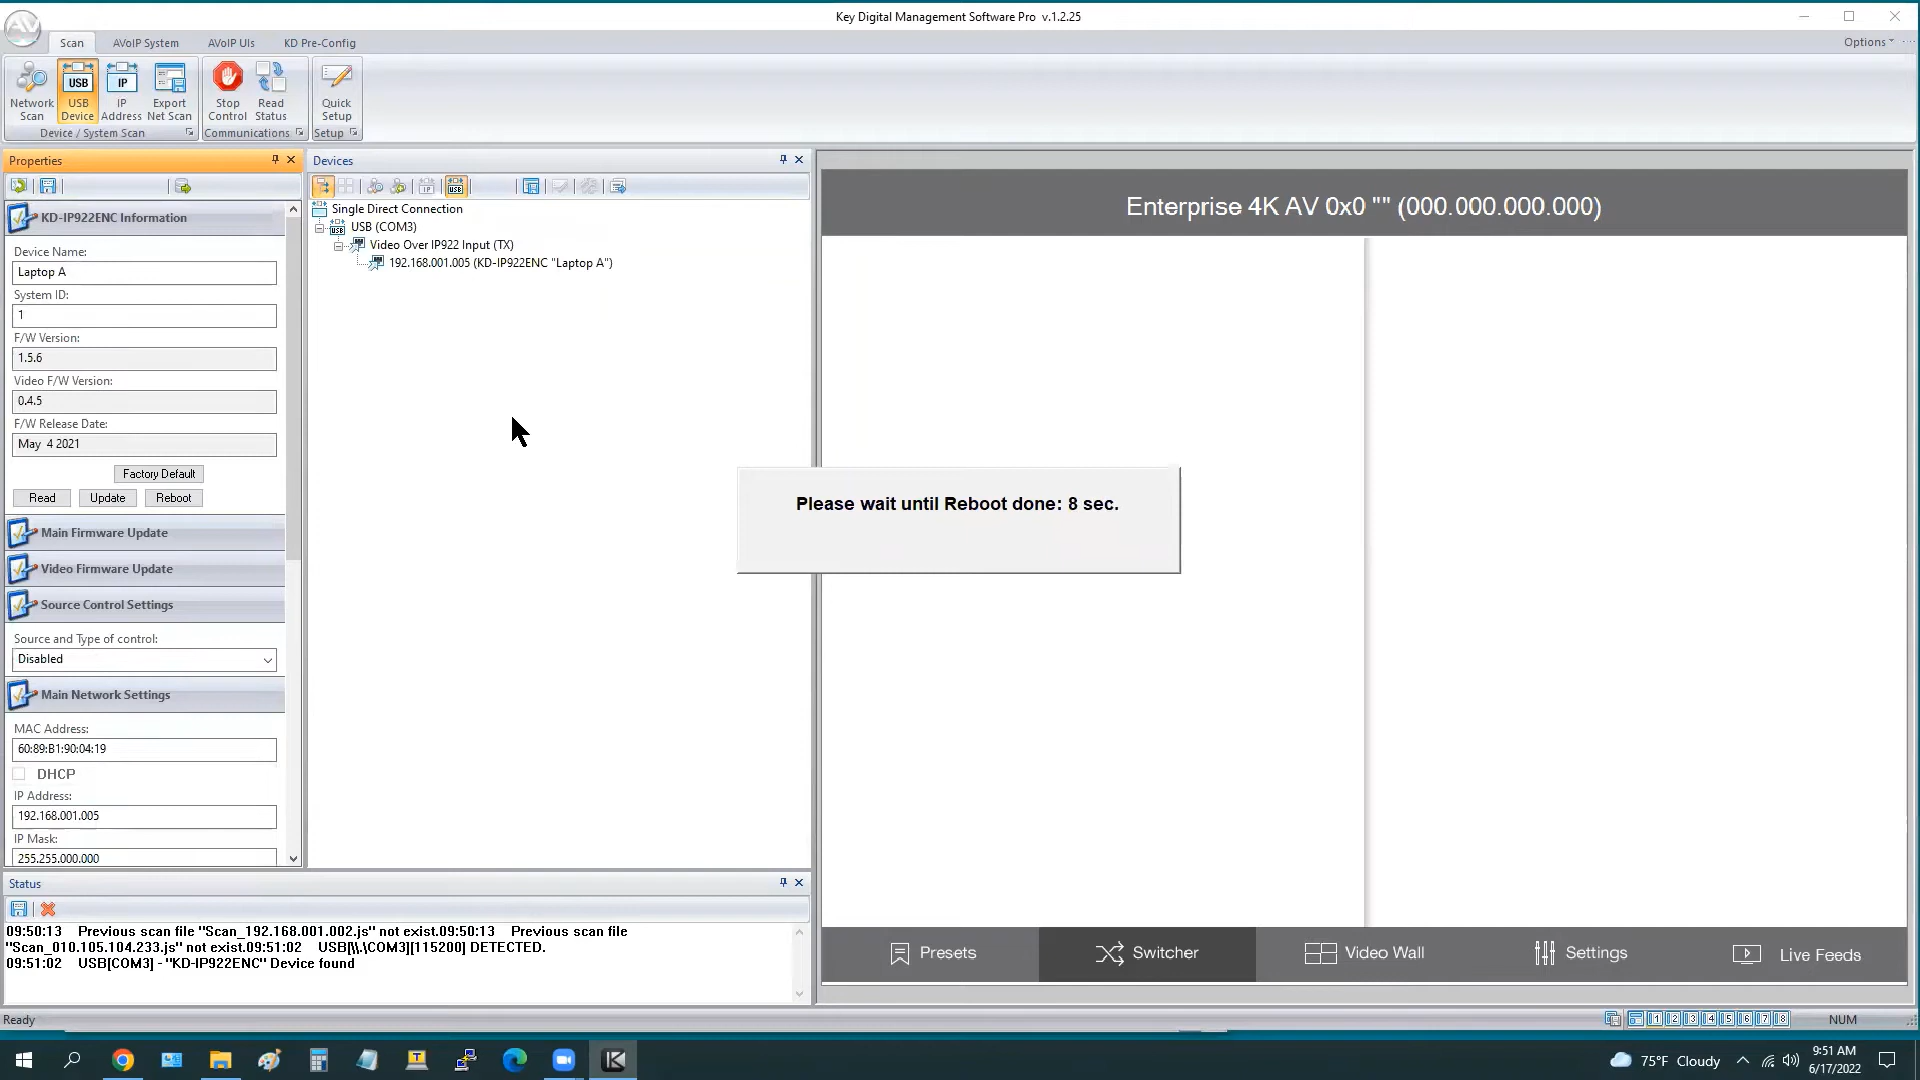 Key Digital Management Software Pro v.1.2.25
Scan AVoIP System AVoIP UIs KD Pre-Config Options
Network Scan
USB USB Device
IP IP Address
Export Net Scan
Stop Control
Read Status
Quick Setup
Device / System Scan Communications Setup
Properties
KD-IP922ENC Information
Device Name:
Laptop A
System ID:
1
F/W Version:
1.5.6
Video F/W Version:
0.4.5
F/W Release Date:
May 4 2021
Factory Default
Read Update Reboot
Main Firmware Update
Video Firmware Update
Source Control Settings
Source and Type of control:
Disabled
Main Network Settings
MAC Address:
60:89:B1:90:04:19
DHCP
IP Address:
192.168.001.005
IP Mask:
255.255.000.000
Devices
Single Direct Connection
USB (COM3)
Video Over IP922 Input (TX)
192.168.001.005 (KD-IP922ENC "Laptop A")
Enterprise 4K AV 0x0 "" (000.000.000.000)
Please wait until Reboot done: 8 sec.
Presets Switcher Video Wall Settings Live Feeds
Status
09:50:13 Previous scan file "Scan_192.168.001.002.js" not exist.09:50:13 Previous scan file
"Scan_010.105.104.233.js" not exist.09:51:02 USB[\\.\COM3][115200] DETECTED.
09:51:02 USB[COM3] - "KD-IP922ENC" Device found
Ready 1 2 3 4 5 6 7 8 NUM
75°F Cloudy
9:51 AM
6/17/2022